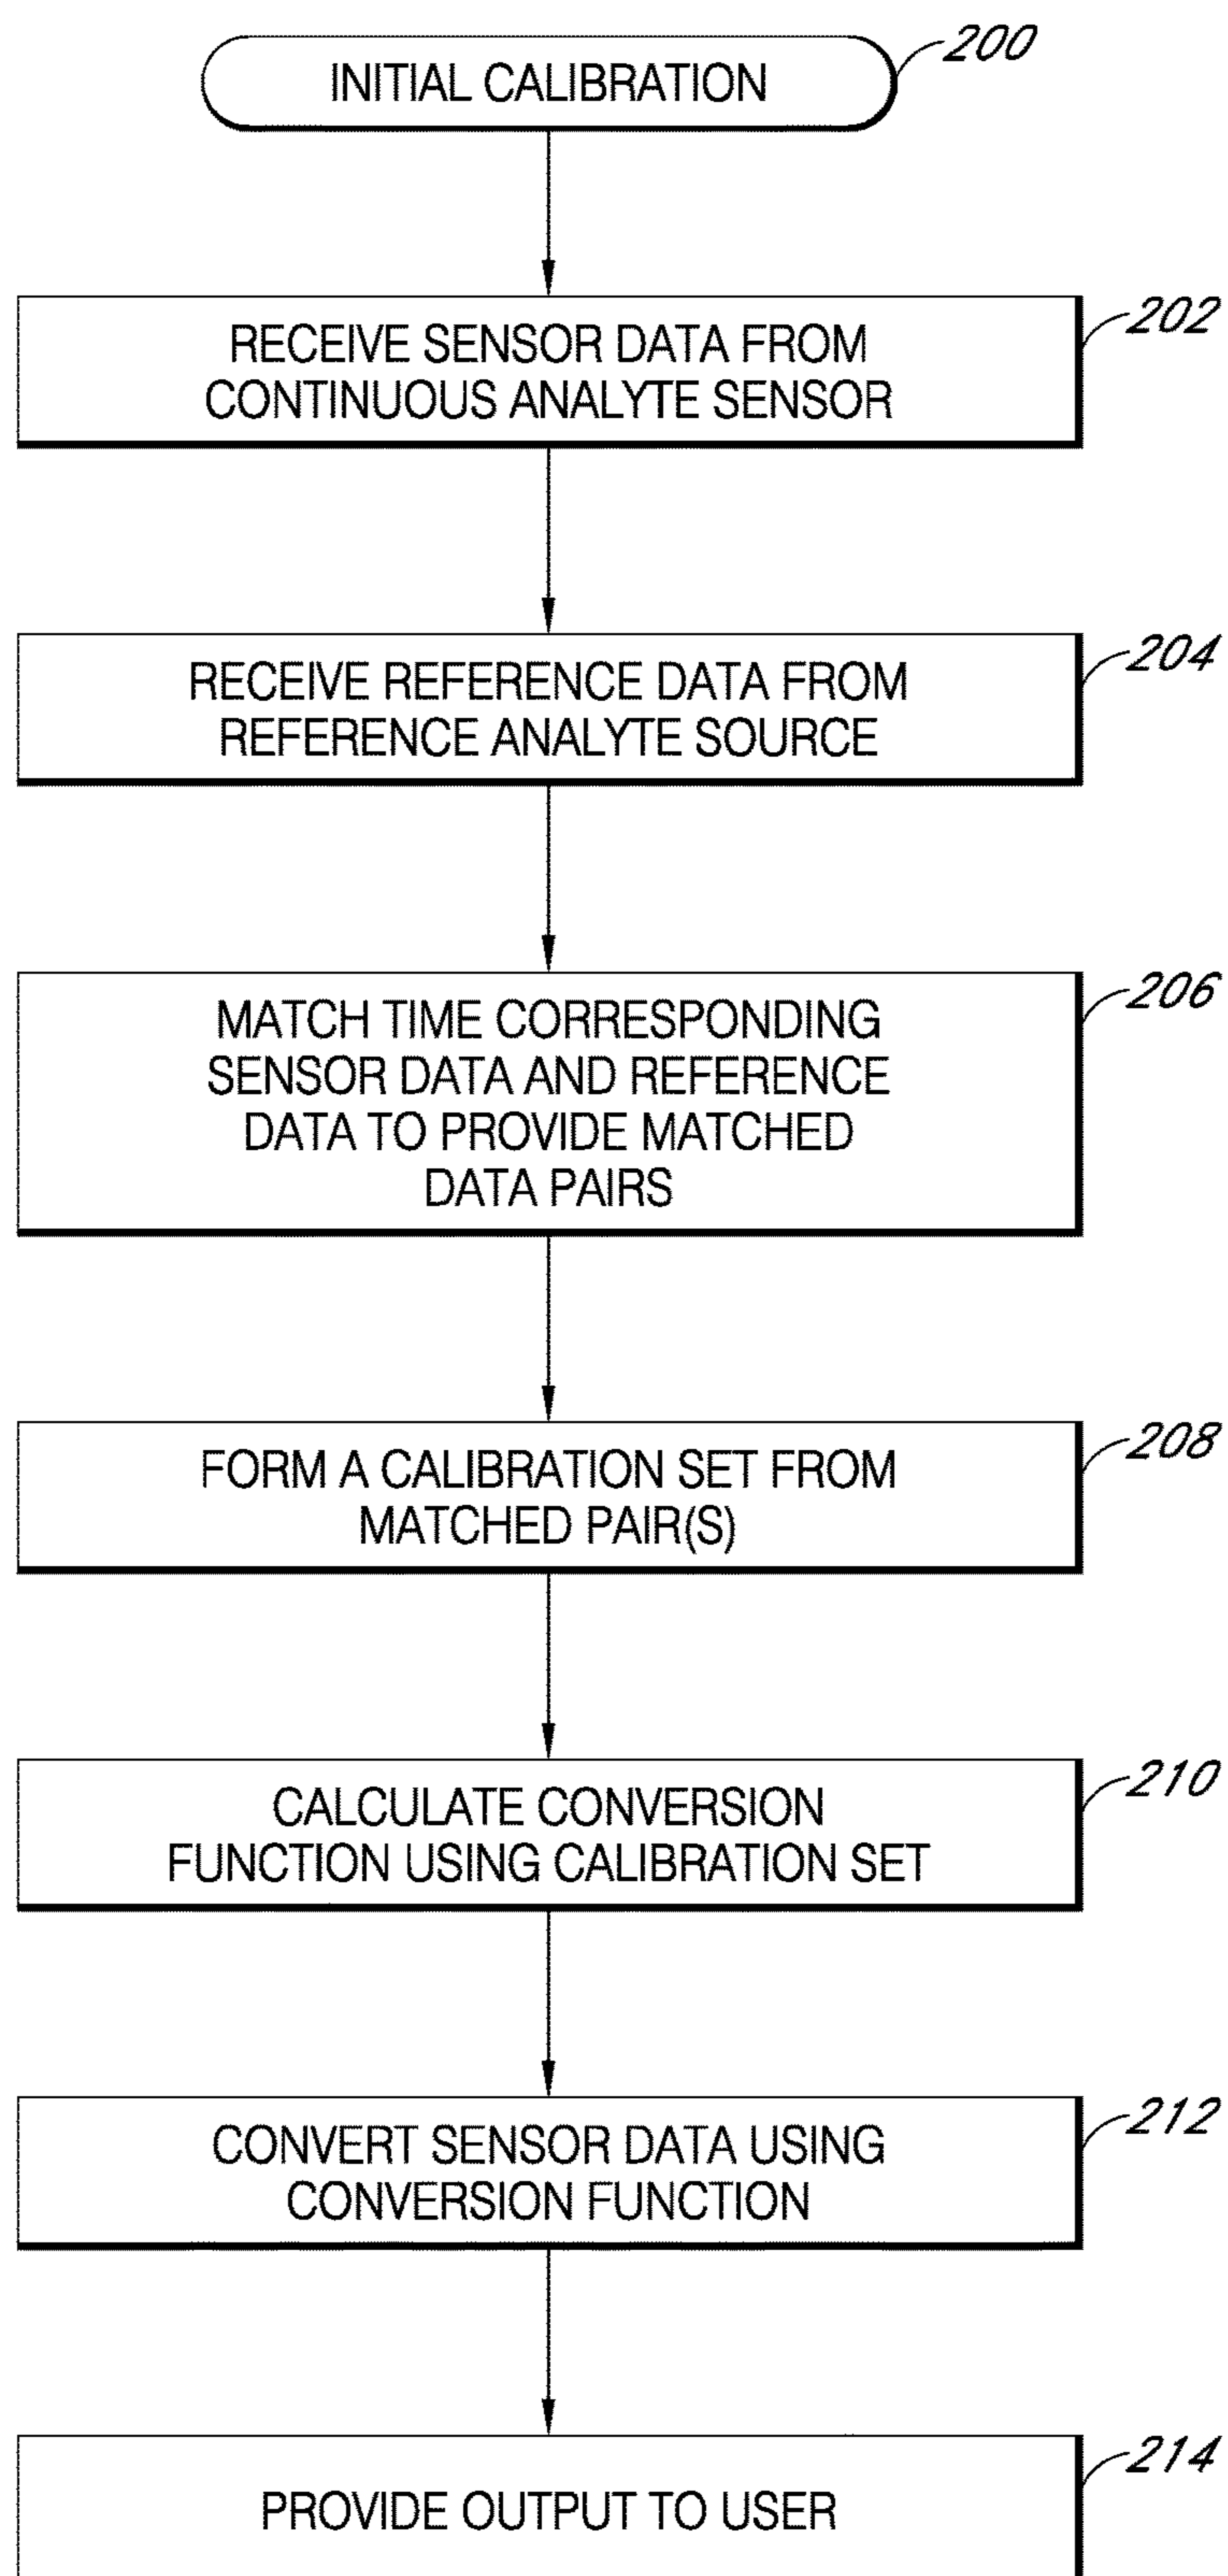 INITIAL CALIBRATION
200
RECEIVE SENSOR DATA FROM
CONTINUOUS ANALYTE SENSOR
202
RECEIVE REFERENCE DATA FROM
REFERENCE ANALYTE SOURCE
204
MATCH TIME CORRESPONDING
SENSOR DATA AND REFERENCE
DATA TO PROVIDE MATCHED
DATA PAIRS
206
FORM A CALIBRATION SET FROM
MATCHED PAIR(S)
208
CALCULATE CONVERSION
FUNCTION USING CALIBRATION SET
210
CONVERT SENSOR DATA USING
CONVERSION FUNCTION
212
PROVIDE OUTPUT TO USER
214